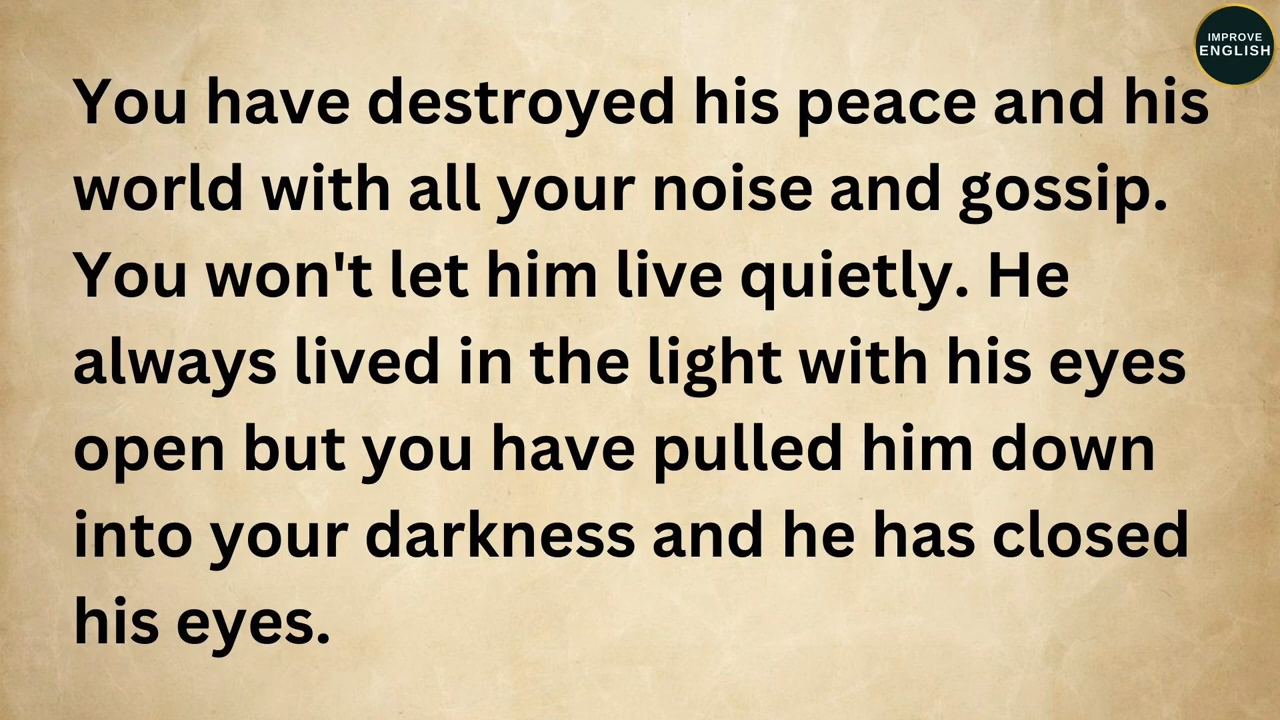 IMPROVE
ENGLISH
You have destroyed his peace and his
world with all your noise and gossip.
You won't let him live quietly. He
always lived in the light with his eyes
open but you have pulled him down
into your darkness and he has closed
his eyes.